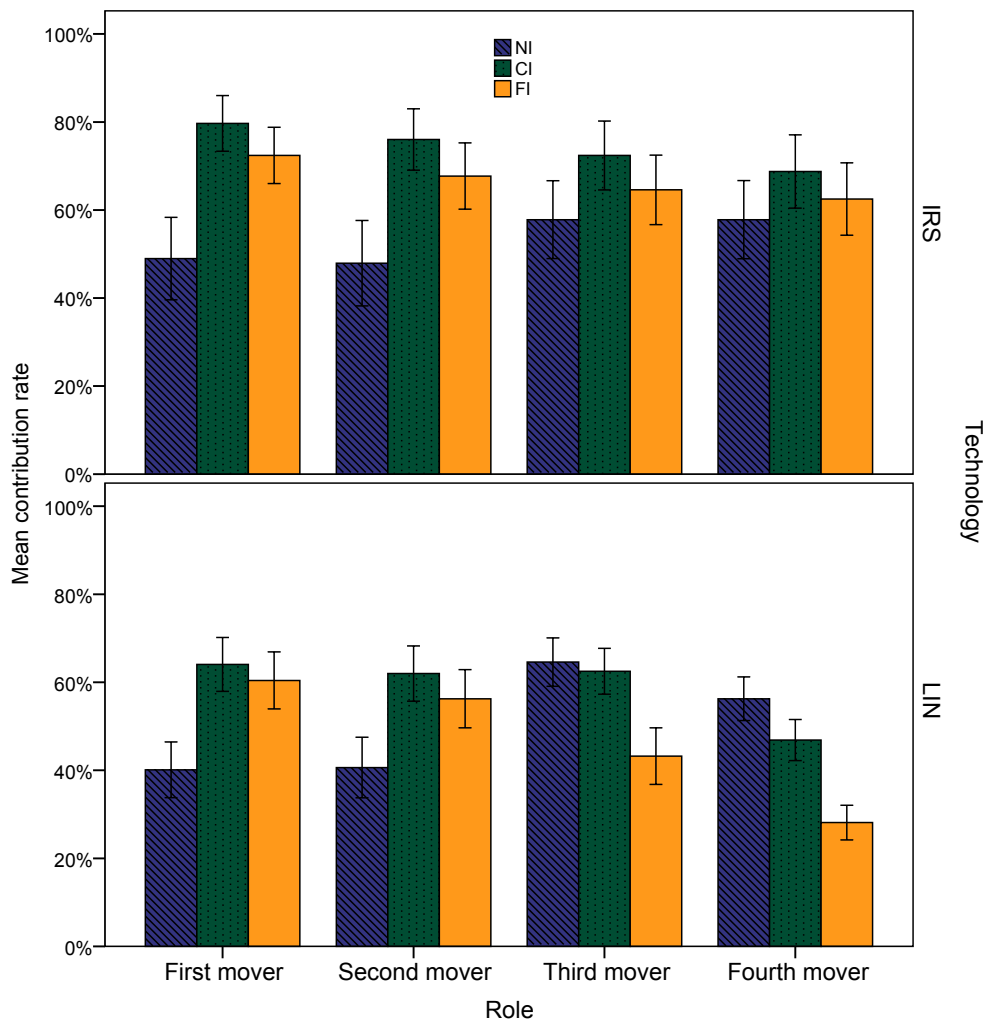 Mean contribution rate
100%
80%
60%
40%
20%
0%
NI
CI
FI
IRS
100%
80%
60%
40%
20%
0%
LIN
Technology
First mover
Second mover
Third mover
Fourth mover
Role